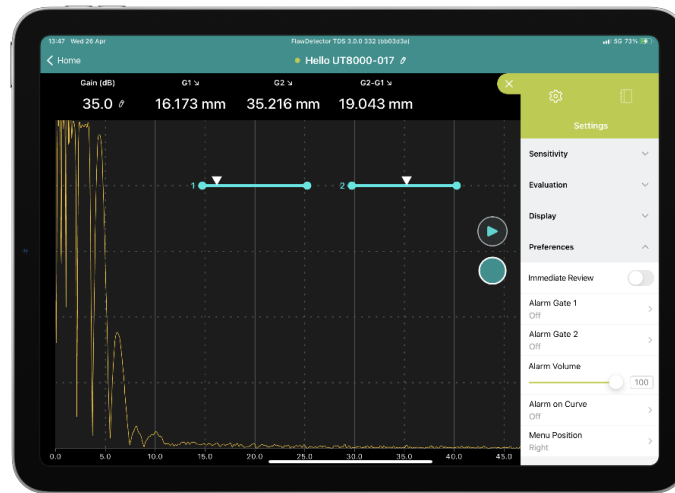 13:47 Wed 26 Apr
FlawDetector TDS 3.0.0 332 (bb03d3a)
5G 73%
Home
Hello UT8000-017
Gain (dB) G1 G2 G2-G1
35.0 16.173 mm 35.216 mm 19.043 mm
Settings
Sensitivity
Evaluation
1 2
Display
Preferences
Immediate Review
Alarm Gate 1
Off
Alarm Gate 2
Off
Alarm Volume
100
Alarm on Curve
Off
Menu Position
Right
0.0 5.0 10.0 15.0 20.0 25.0 30.0 35.0 40.0 45.0